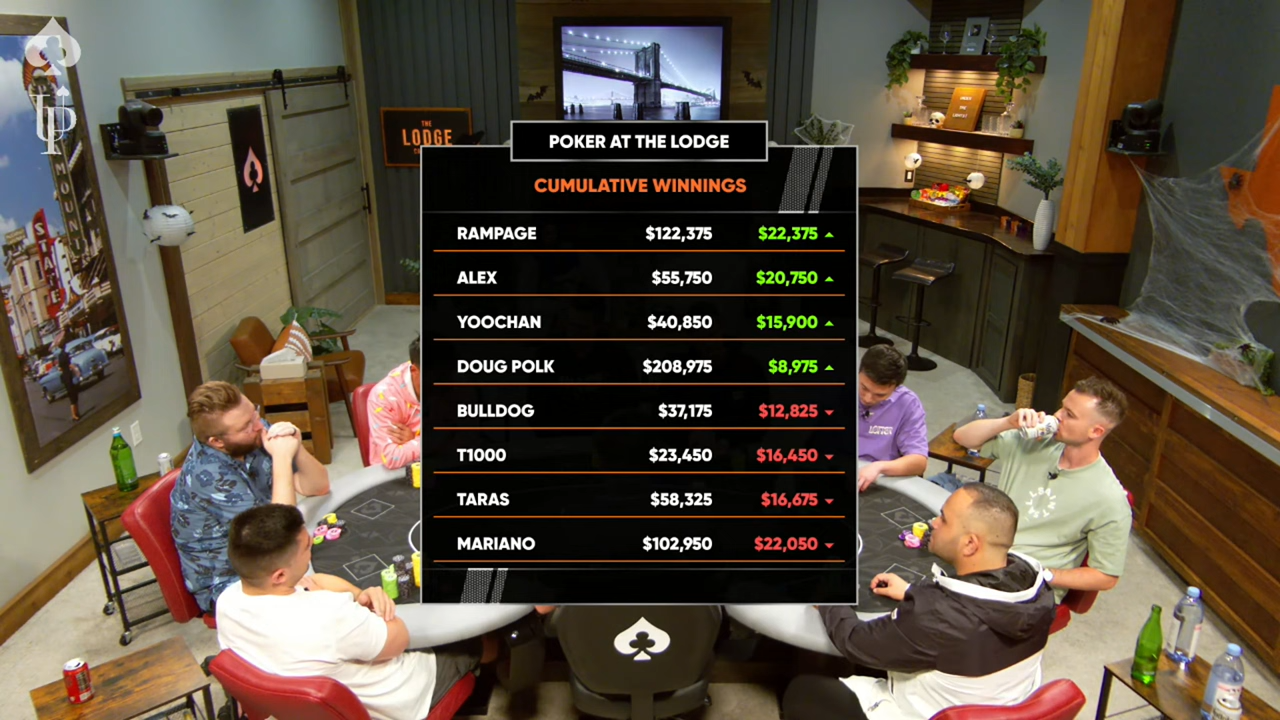 UP
THE
LODGE
STATE
POKER AT THE LODGE
CUMULATIVE WINNINGS
RAMPAGE $122,375 $22,375
ALEX $55,750 $20,750
YOOCHAN $40,850 $15,900
DOUG POLK $208,975 $8,975
BULLDOG $37,175 $12,825
T1000 $23,450 $16,450
TARAS $58,325 $16,675
MARIANO $102,950 $22,050